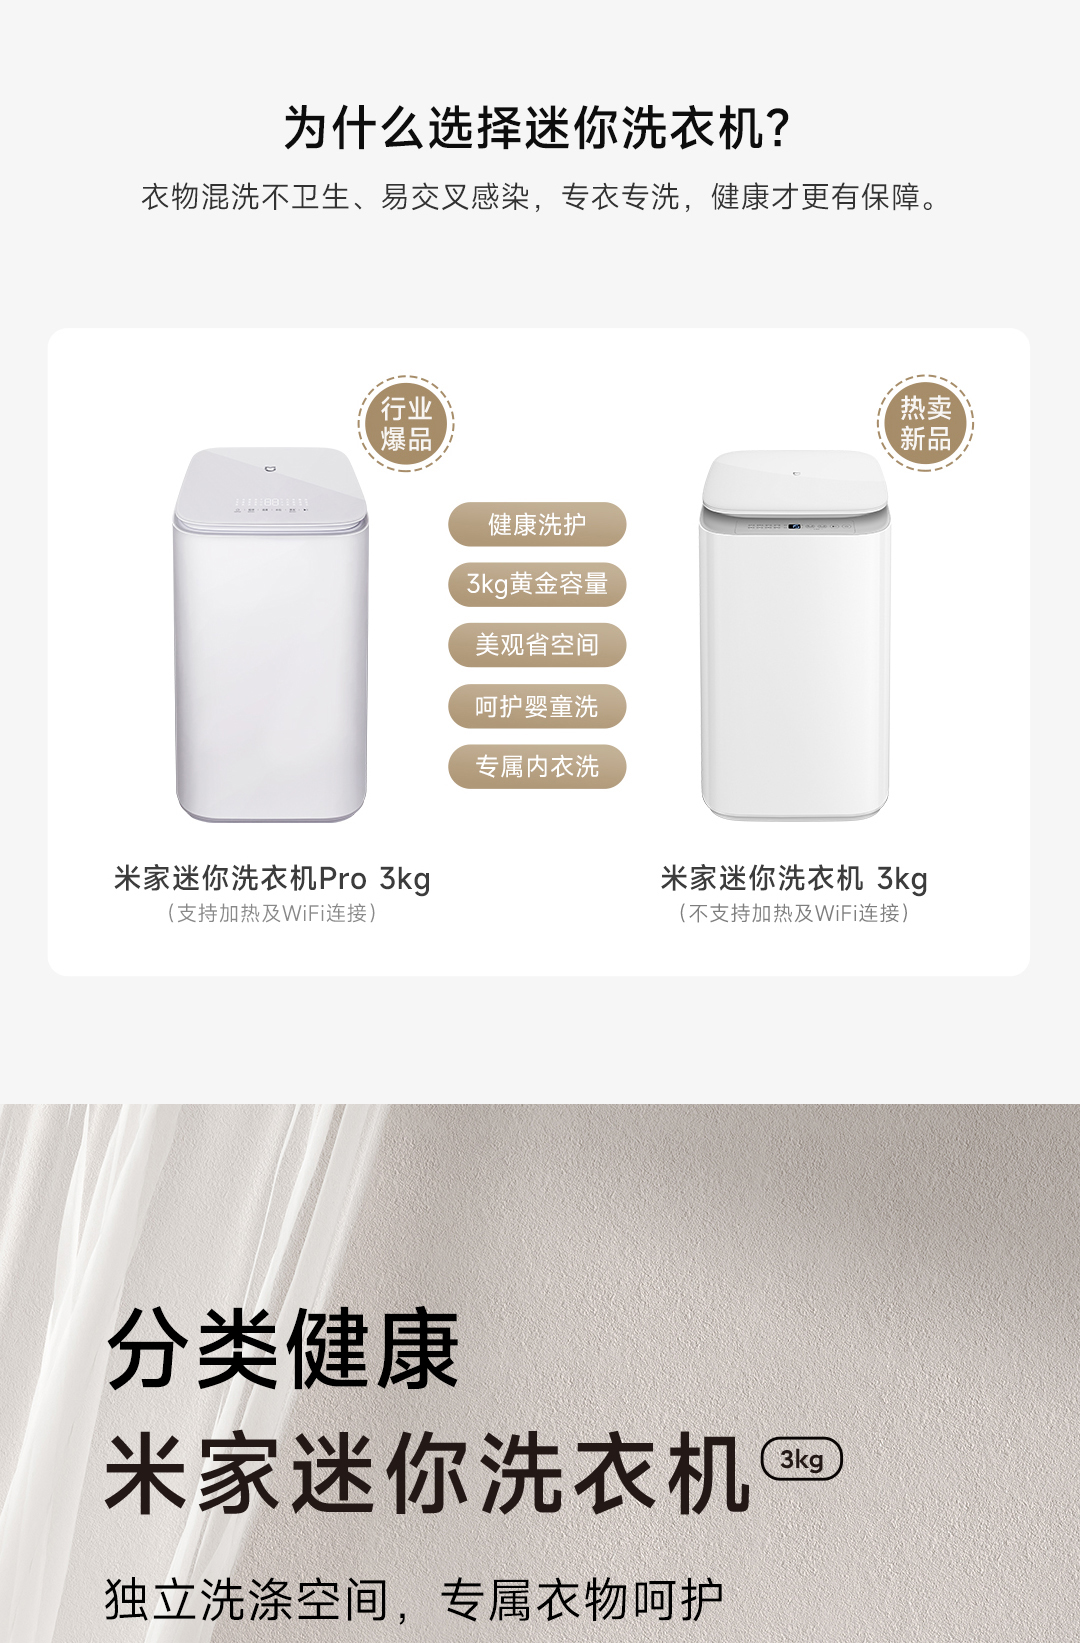 为什么选择迷你洗衣机？
衣物混洗不卫生、易交叉感染，专衣专洗，健康才更有保障。
行业
爆品
热卖
新品
健康洗护
3kg黄金容量
美观省空间
呵护婴童洗
专属内衣洗
米家迷你洗衣机Pro 3kg
（支持加热及WiFi连接）
米家迷你洗衣机 3kg
（不支持加热及WiFi连接）
分类健康
米家迷你洗衣机 3kg
独立洗涤空间，专属衣物呵护